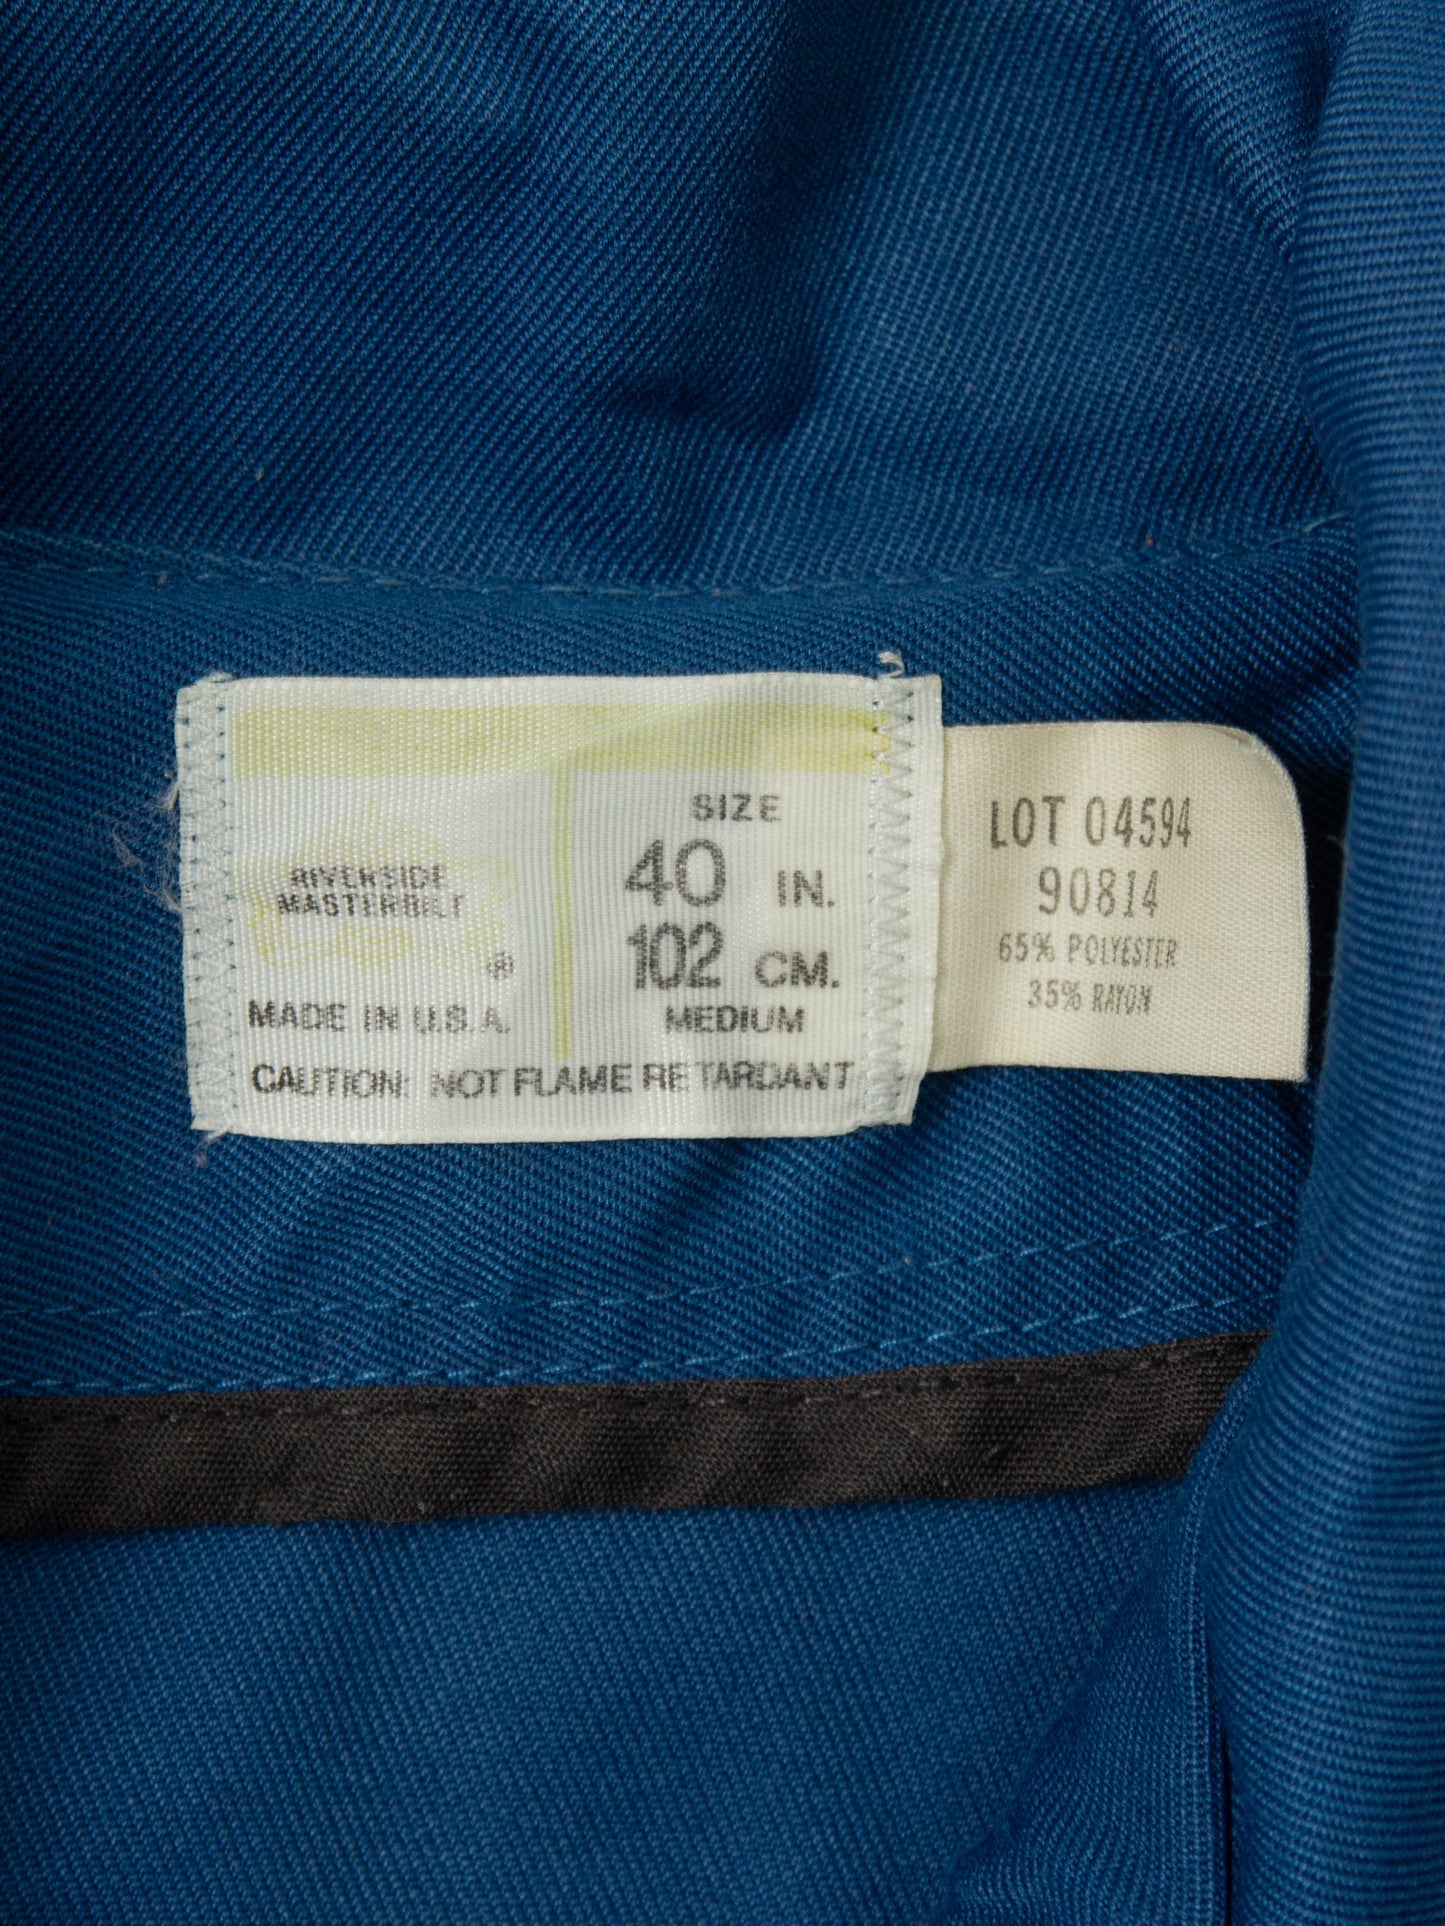 RIVERSIDE
MASTERBILT
®
MADE IN U.S.A.
SIZE
40 IN.
102 CM.
MEDIUM
CAUTION: NOT FLAME RETARDANT
LOT 04594
90814
65% POLYESTER
35% RAYON